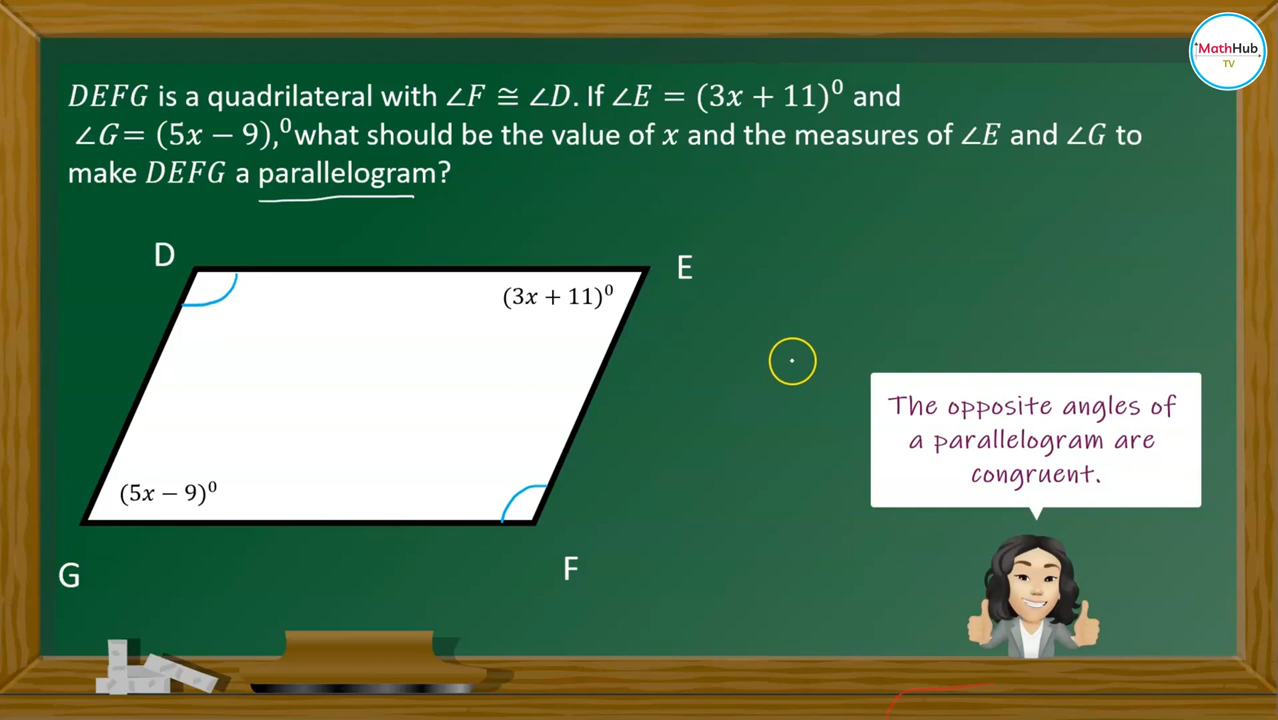 MathHub
TV
DEFG is a quadrilateral with ∠F ≅ ∠D. If ∠E = (3x + 11)⁰ and
∠G= (5x − 9),⁰what should be the value of x and the measures of ∠E and ∠G to
make DEFG a parallelogram?
D
E
(3x + 11)⁰
The opposite angles of
a parallelogram are
congruent.
(5x − 9)⁰
G
F